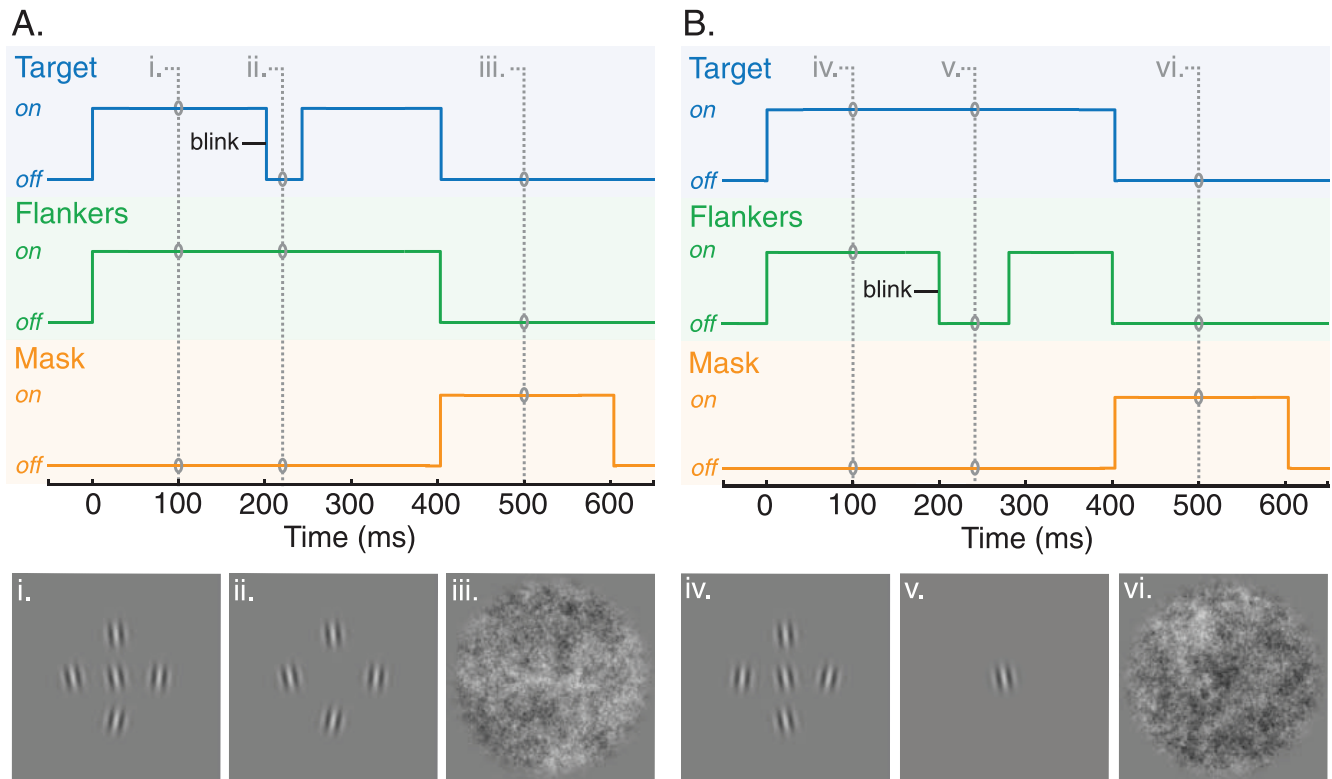 A.
Target
i.
ii.
iii.
on
blink
off
Flankers
on
off
Mask
on
off
0 100 200 300 400 500 600
Time (ms)
i.
ii.
iii.
B.
Target
iv.
v.
vi.
on
off
Flankers
on
blink
off
Mask
on
off
0 100 200 300 400 500 600
Time (ms)
iv.
v.
vi.